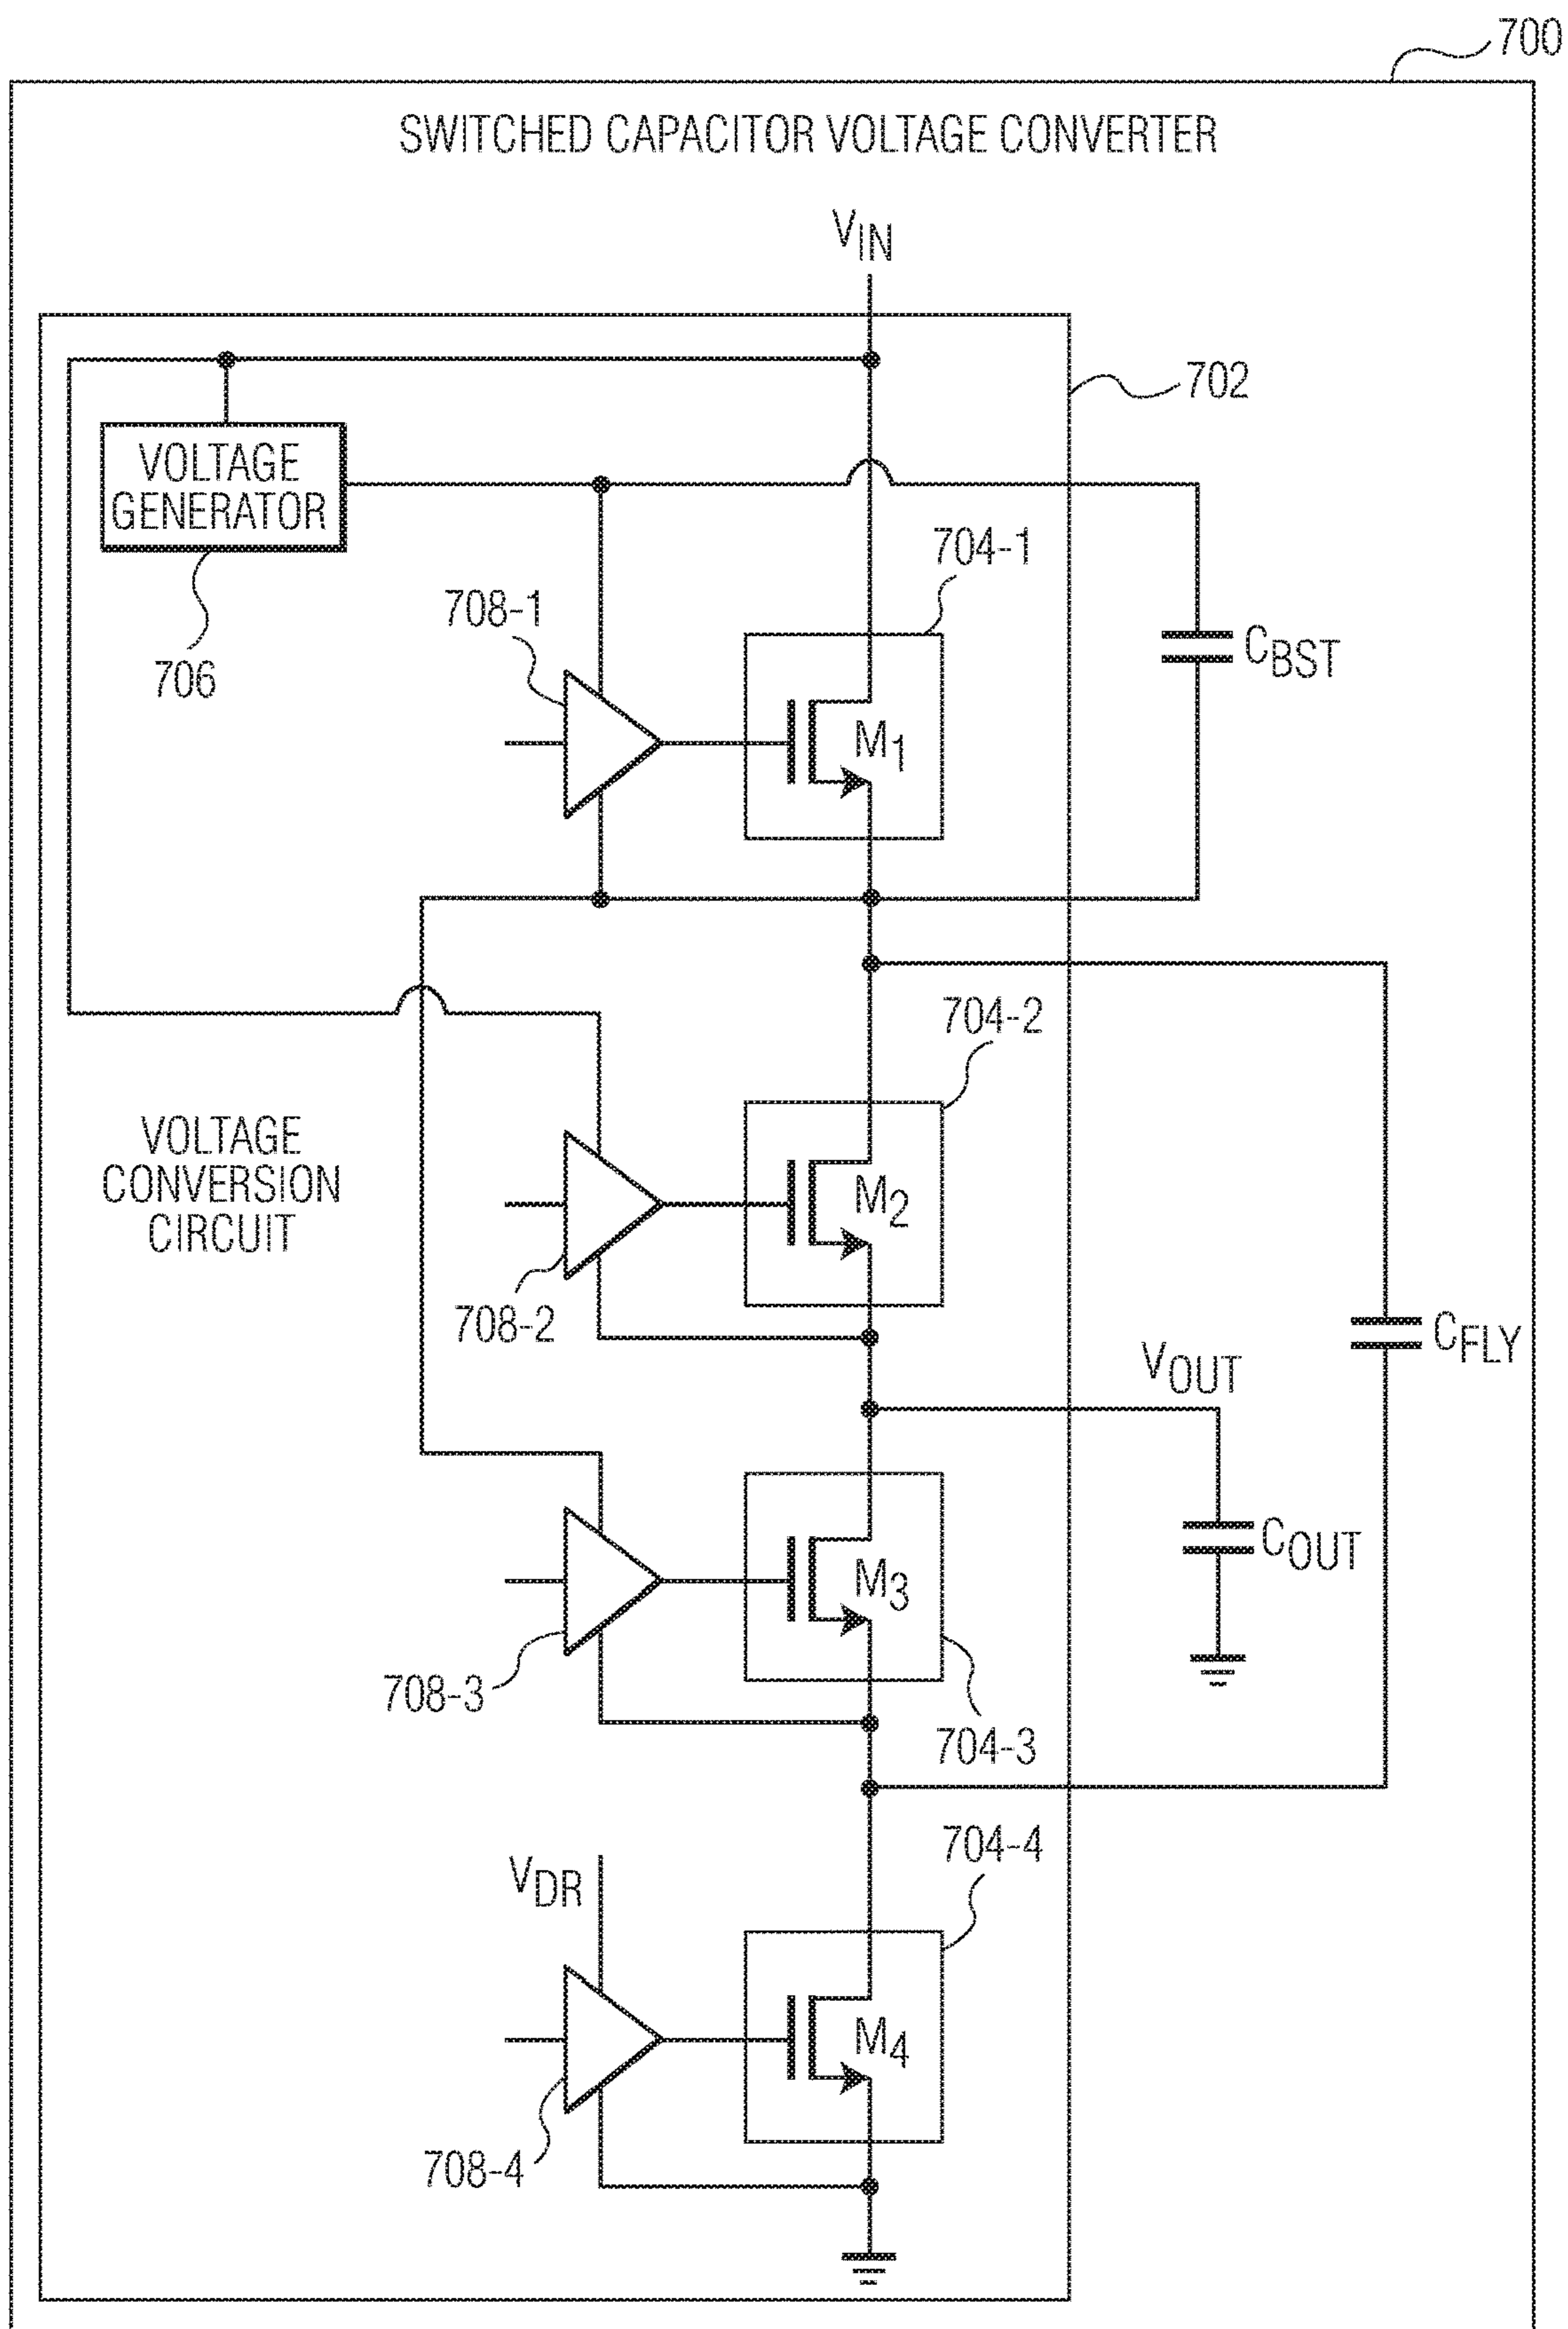 700
SWITCHED CAPACITOR VOLTAGE CONVERTER
VIN
702
VOLTAGE
GENERATOR
704-1
708-1
706
CBST
M1
704-2
VOLTAGE
CONVERSION
CIRCUIT
M2
708-2
VOUT
CFLY
COUT
M3
708-3
704-3
704-4
VDR
M4
708-4